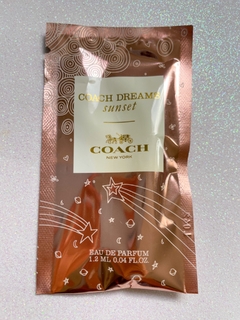 COACH DREAMS
sunset
COACH
NEW YORK
EAU DE PARFUM
1.2 ML 0.04 FL.OZ